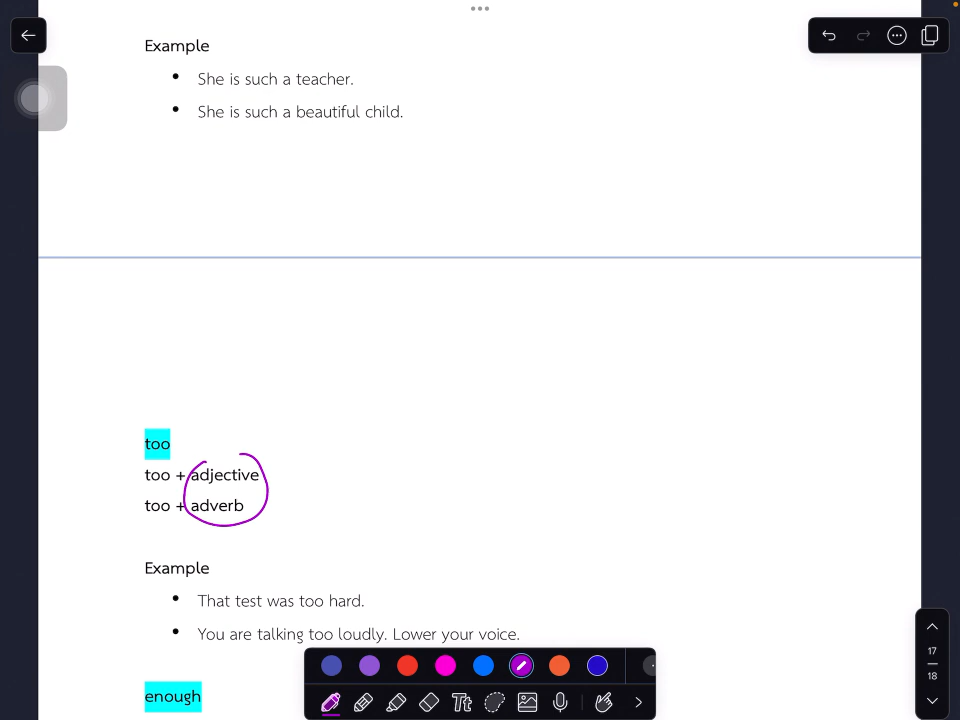 Example
• She is such a teacher.
• She is such a beautiful child.
too
too + adjective
too + adverb
Example
• That test was too hard.
• You are talking too loudly. Lower your voice.
enough
Tt
17
18